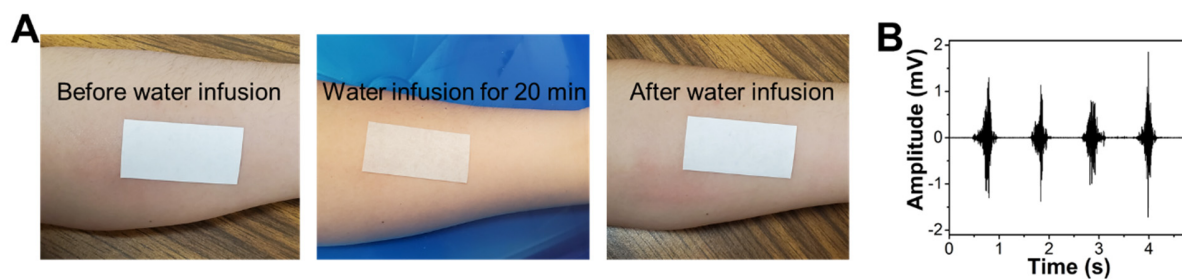 A
Before water infusion
Water infusion for 20 min
After water infusion
B
Amplitude (mV)
2
1
0
-1
-2
0 1 2 3 4
Time (s)